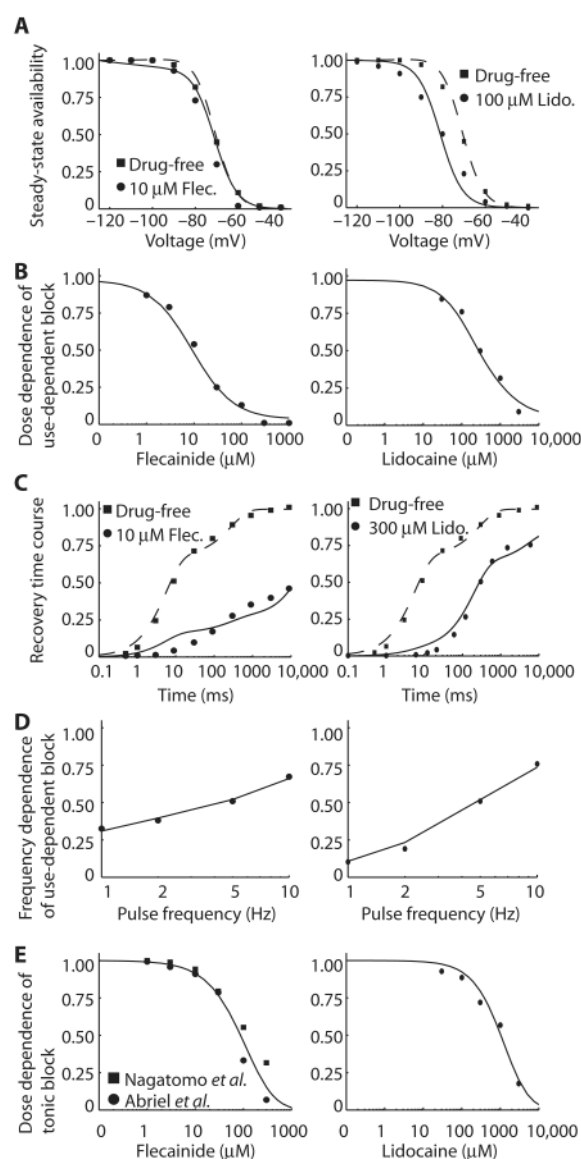 A
Steady-state availability
1.00
0.75
0.50
0.25
0
Drug-free
10 µM Flec.
−120 −100 −80 −60 −40
Voltage (mV)
1.00
0.75
0.50
0.25
0
Drug-free
100 µM Lido.
−120 −100 −80 −60 −40
Voltage (mV)
B
Dose dependence of
use-dependent block
1.00
0.75
0.50
0.25
0
0 1 10 100 1000
Flecainide (µM)
1.00
0.75
0.50
0.25
0
0 10 100 1000 10,000
Lidocaine (µM)
C
Recovery time course
1.00
0.75
0.50
0.25
0
Drug-free
10 µM Flec.
0.1 1 10 100 1000 10,000
Time (ms)
1.00
0.75
0.50
0.25
0
Drug-free
300 µM Lido.
0.1 1 10 100 1000 10,000
Time (ms)
D
Frequency dependence
of use-dependent block
1.00
0.75
0.50
0.25
0
1 2 5 10
Pulse frequency (Hz)
1.00
0.75
0.50
0.25
0
1 2 5 10
Pulse frequency (Hz)
E
Dose dependence of
tonic block
1.00
0.75
0.50
0.25
0
Nagatomo et al.
Abriel et al.
0 1 10 100 1000
Flecainide (µM)
1.00
0.75
0.50
0.25
0
0 10 100 1000 10,000
Lidocaine (µM)